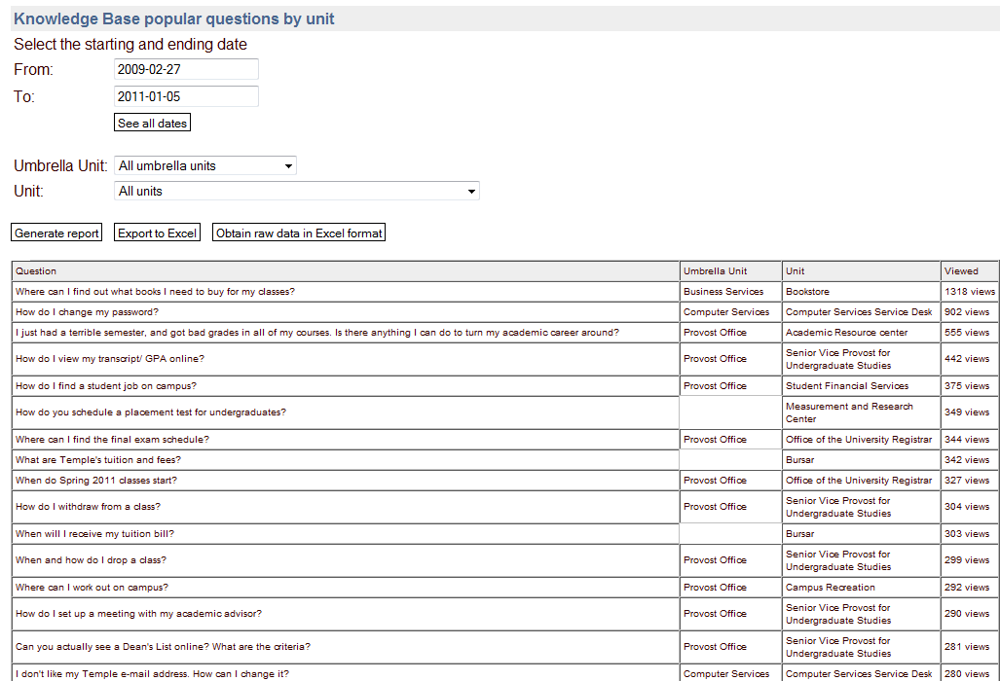 Knowledge Base popular questions by unit
Select the starting and ending date
From: 2009-02-27
To: 2011-01-05
See all dates
Umbrella Unit: All umbrella units
Unit: All units
Generate report Export to Excel Obtain raw data in Excel format
Question Umbrella Unit Unit Viewed
Where can I find out what books I need to buy for my classes? Business Services Bookstore 1318 views
How do I change my password? Computer Services Computer Services Service Desk 902 views
I just had a terrible semester, and got bad grades in all of my courses. Is there anything I can do to turn my academic career around? Provost Office Academic Resource center 555 views
How do I view my transcript/ GPA online? Provost Office Senior Vice Provost for
Undergraduate Studies 442 views
How do I find a student job on campus? Provost Office Student Financial Services 375 views
How do you schedule a placement test for undergraduates? Measurement and Research
Center 349 views
Where can I find the final exam schedule? Provost Office Office of the University Registrar 344 views
What are Temple's tuition and fees? Bursar 342 views
When do Spring 2011 classes start? Provost Office Office of the University Registrar 327 views
How do I withdraw from a class? Provost Office Senior Vice Provost for
Undergraduate Studies 304 views
When will I receive my tuition bill? Bursar 303 views
When and how do I drop a class? Provost Office Senior Vice Provost for
Undergraduate Studies 299 views
Where can I work out on campus? Provost Office Campus Recreation 292 views
How do I set up a meeting with my academic advisor? Provost Office Senior Vice Provost for
Undergraduate Studies 290 views
Can you actually see a Dean's List online? What are the criteria? Provost Office Senior Vice Provost for
Undergraduate Studies 281 views
I don't like my Temple e-mail address. How can I change it? Computer Services Computer Services Service Desk 280 views